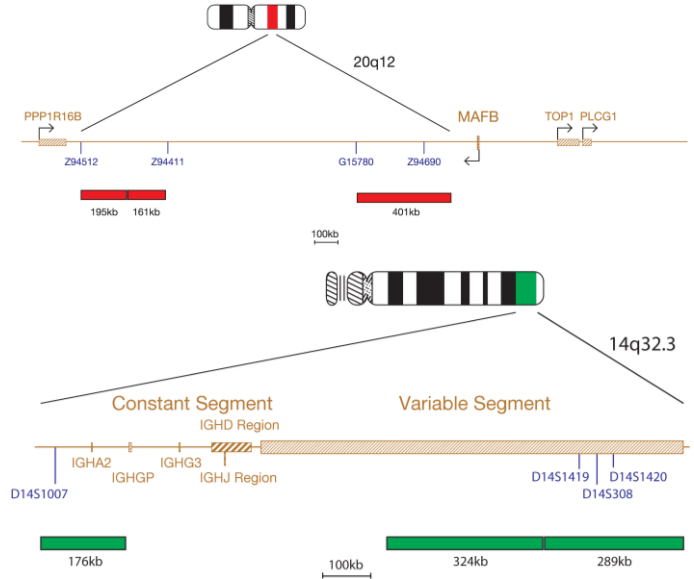 20q12
PPP1R16B
MAFB
TOP1 PLCG1
Z94512
Z94411
G15780
Z94690
195kb 161kb
401kb
100kb
14q32.3
Constant Segment
Variable Segment
IGHD Region
IGHA2
IGHG3
IGHGP
IGHJ Region
D14S1007
D14S1419
D14S1420
D14S308
176kb
324kb
289kb
100kb